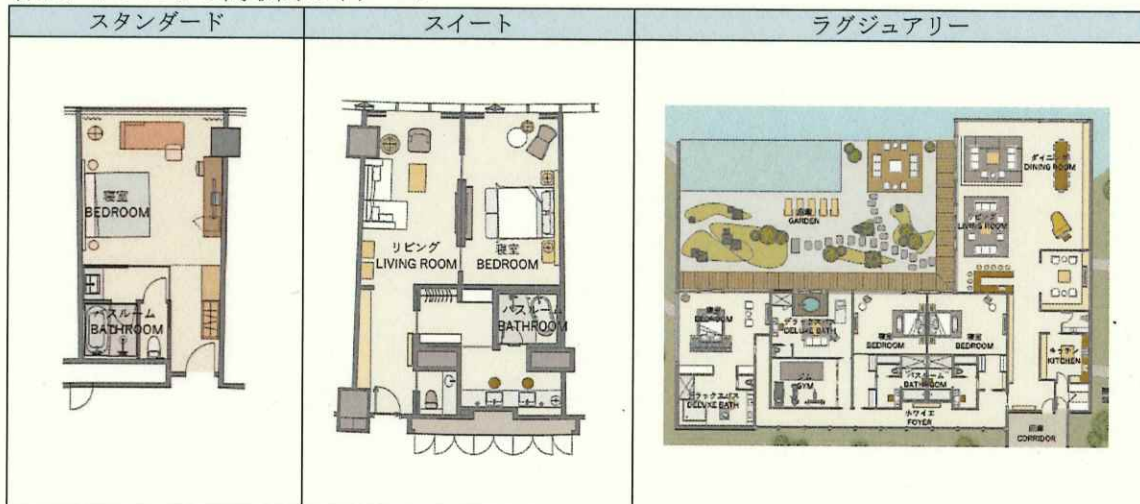 スタンダード
スイート
ラグジュアリー
寝室
BEDROOM
バスルーム
BATHROOM
リビング
LIVING ROOM
寝室
BEDROOM
バスルーム
BATHROOM
ダイニング
DINING ROOM
リビング
LIVING ROOM
GARDEN
寝室
BEDROOM
デラックスバス
DELUXE BATH
寝室
BEDROOM
寝室
BEDROOM
キッチン
KITCHEN
ジム
GYM
バスルーム
BATHROOM
デラックスバス
DELUXE BATH
ホワイエ
FOYER
回廊
CORRIDOR